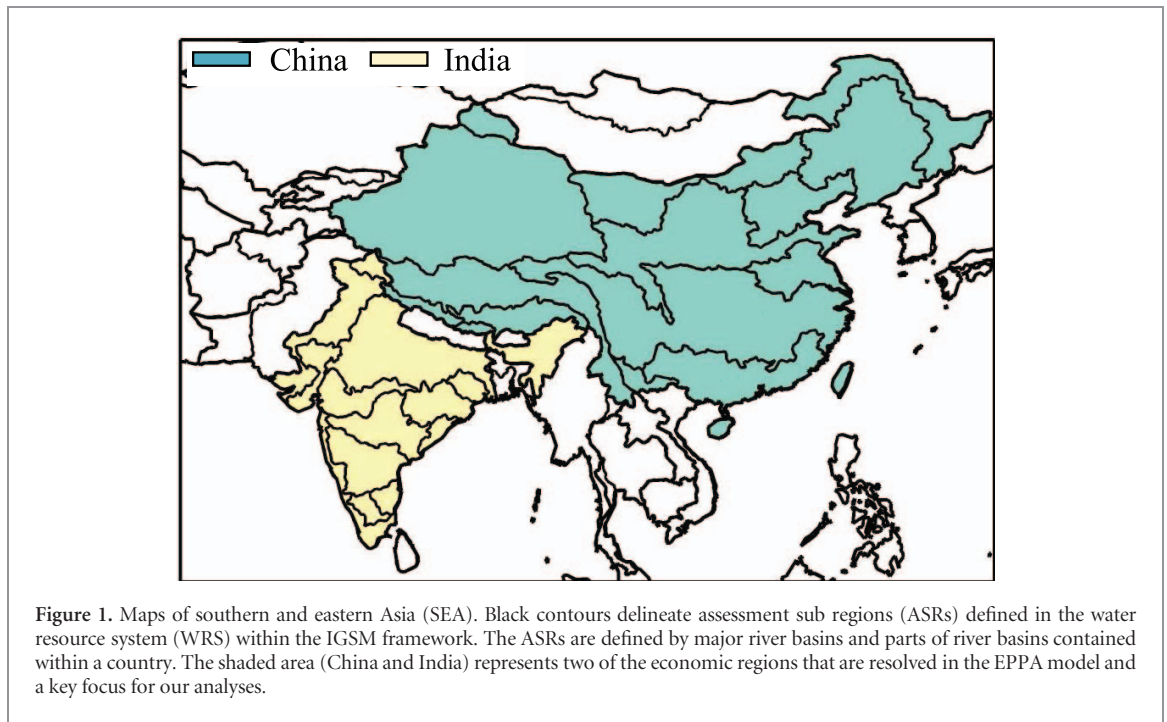 China India
Figure 1. Maps of southern and eastern Asia (SEA). Black contours delineate assessment sub regions (ASRs) defined in the water
resource system (WRS) within the IGSM framework. The ASRs are defined by major river basins and parts of river basins contained
within a country. The shaded area (China and India) represents two of the economic regions that are resolved in the EPPA model and
a key focus for our analyses.